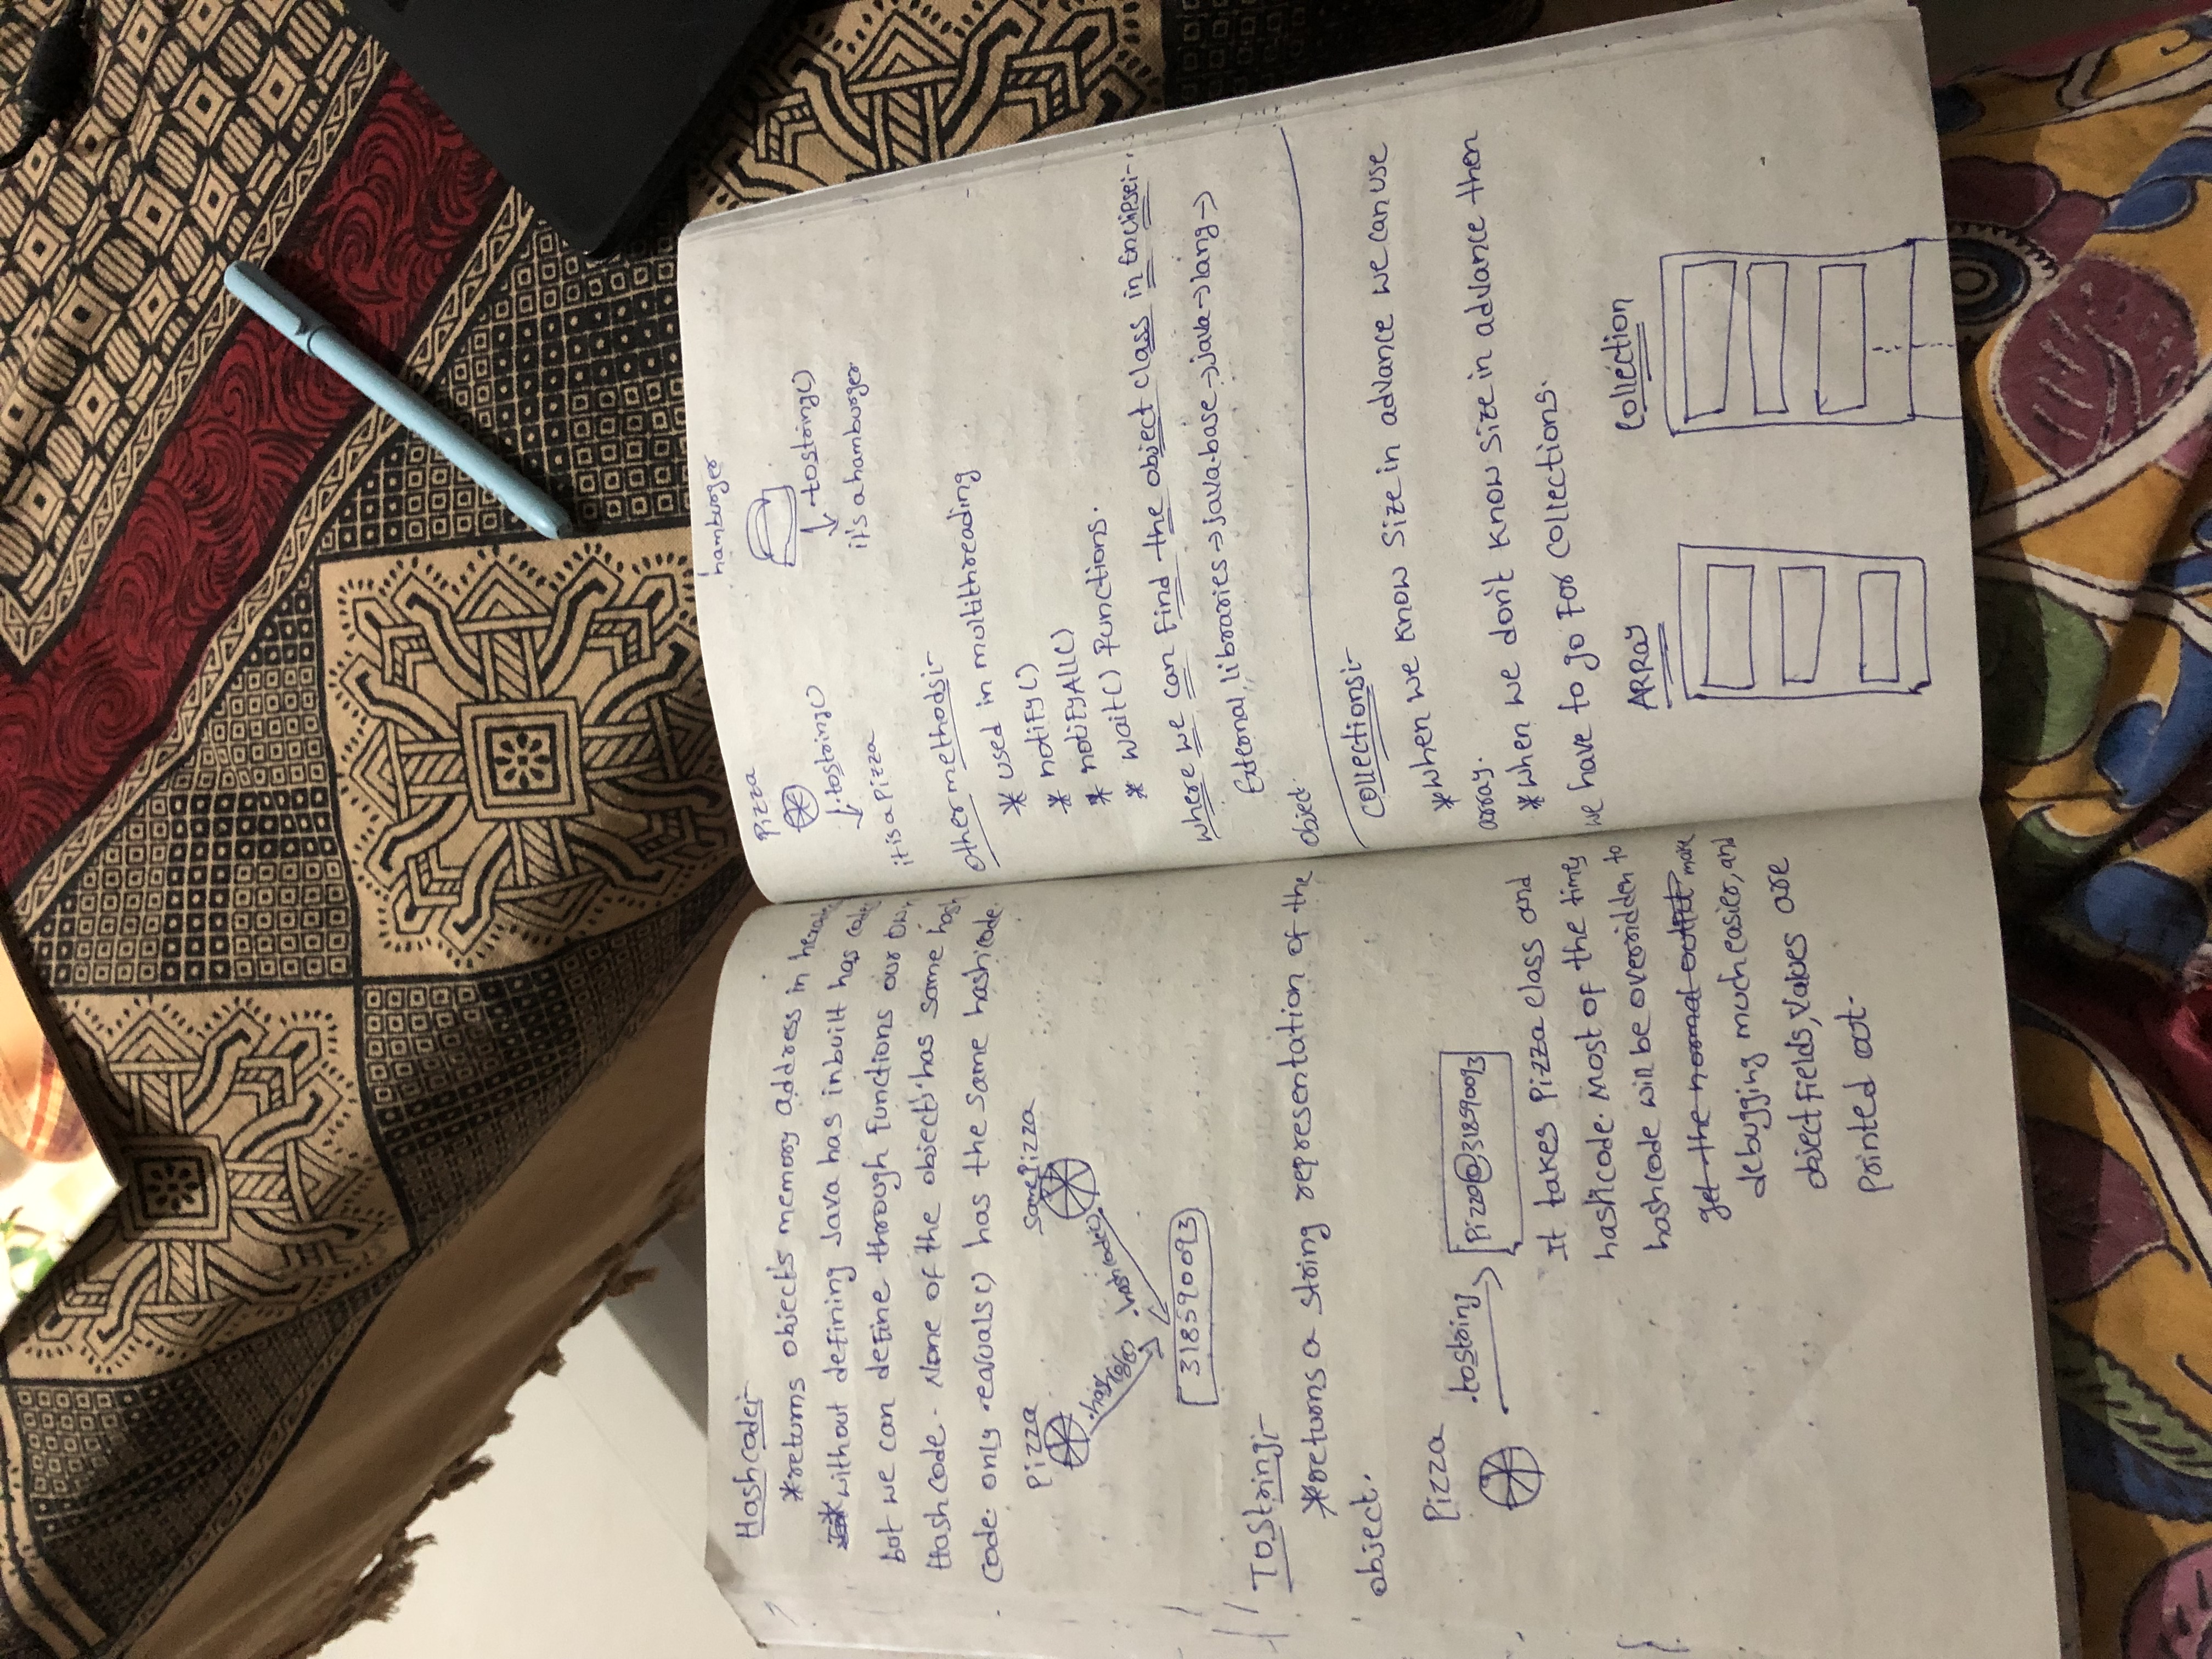 Hashcode:-
*returns object's memory address in
* without defining Java has inbuilt has code
but we can define through functions our own
Hashcode. None of the object's has same hash
code. only equals() has the same hashcode.
Pizza
same Pizza
.hashcode()
.hashcode()
318590093
ToString:-
*returns a string representation of the
object.
Pizza
.tostring
Pizza@318590093
It takes Pizza class and
hashcode. Most of the times
hashcode will be overridden to
get the normal output make
debugging much easier, and
object fields, values are
Printed out.
Pizza
hamburger
.tostring()
.tostring()
it is a Pizza
it's a hamburger
other methods:-
* used in multithreading
* notify()
* notifyAll()
* wait() functions.
where we can find the object class in Enclipse:-
External libraries → java.base → java → lang →
object.
Collections:-
*when we know size in advance we can use
array.
*when we don't know size in advance then
we have to go for collections.
ARRay
Collection